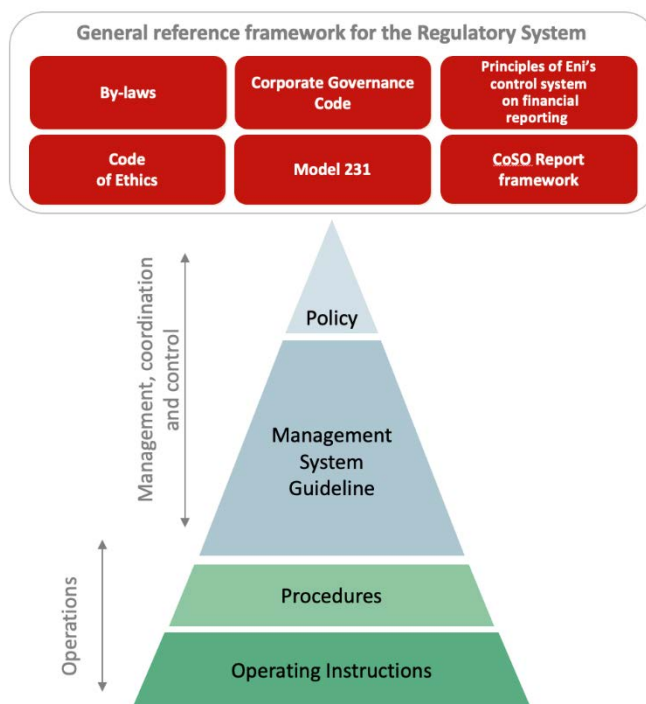 General reference framework for the Regulatory System
By-laws
Corporate Governance
Code
Principles of Eni's
control system
on financial
reporting
Code
of Ethics
Model 231
CoSO Report
framework
Management, coordination
and control
Policy
Management
System
Guideline
Operations
Procedures
Operating Instructions